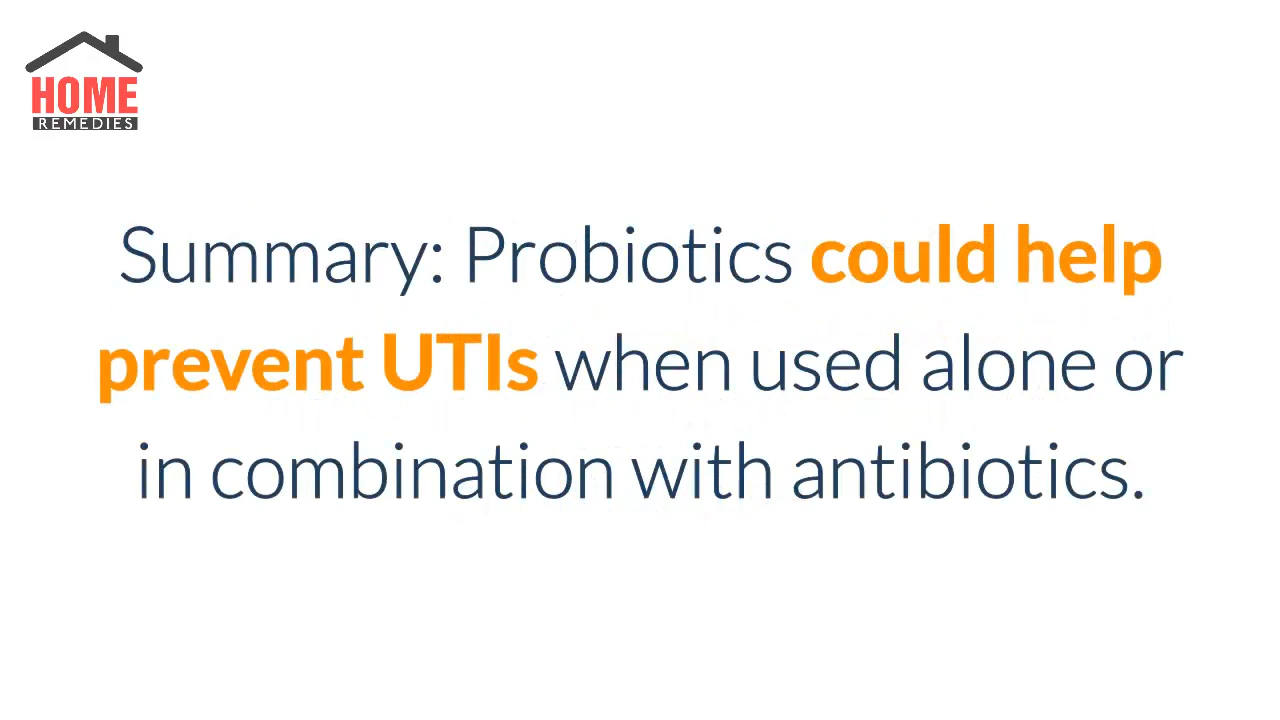 HOME
REMEDIES
Summary: Probiotics could help
prevent UTIs when used alone or
in combination with antibiotics.